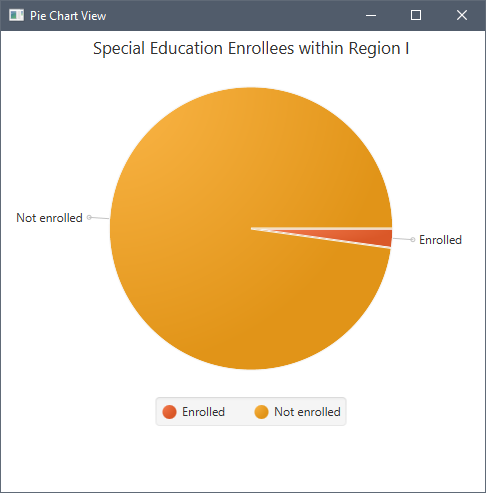 Pie Chart View
Special Education Enrollees within Region I
Not enrolled
Enrolled
Enrolled
Not enrolled